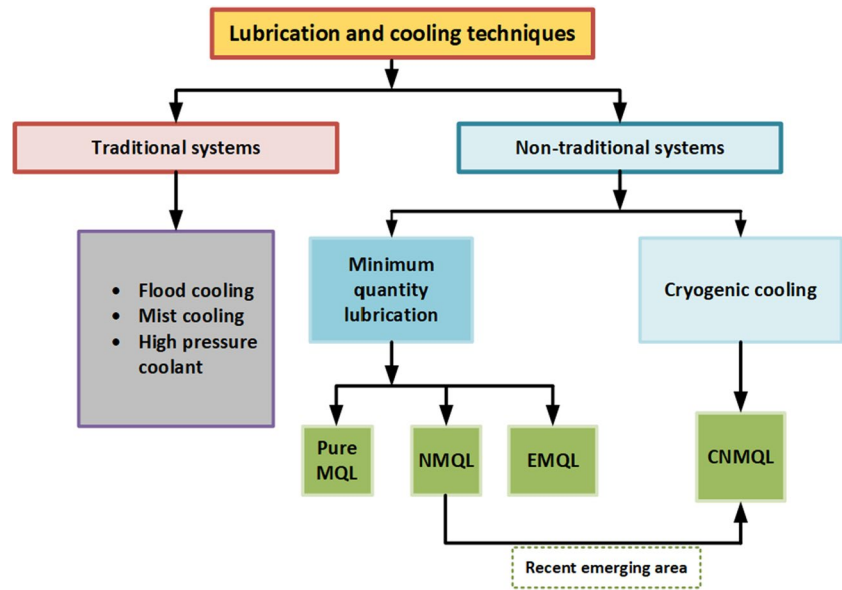 Lubrication and cooling techniques
Traditional systems
Non-traditional systems
• Flood cooling
• Mist cooling
• High pressure
coolant
Minimum
quantity
lubrication
Cryogenic cooling
Pure
MQL
NMQL
EMQL
CNMQL
Recent emerging area